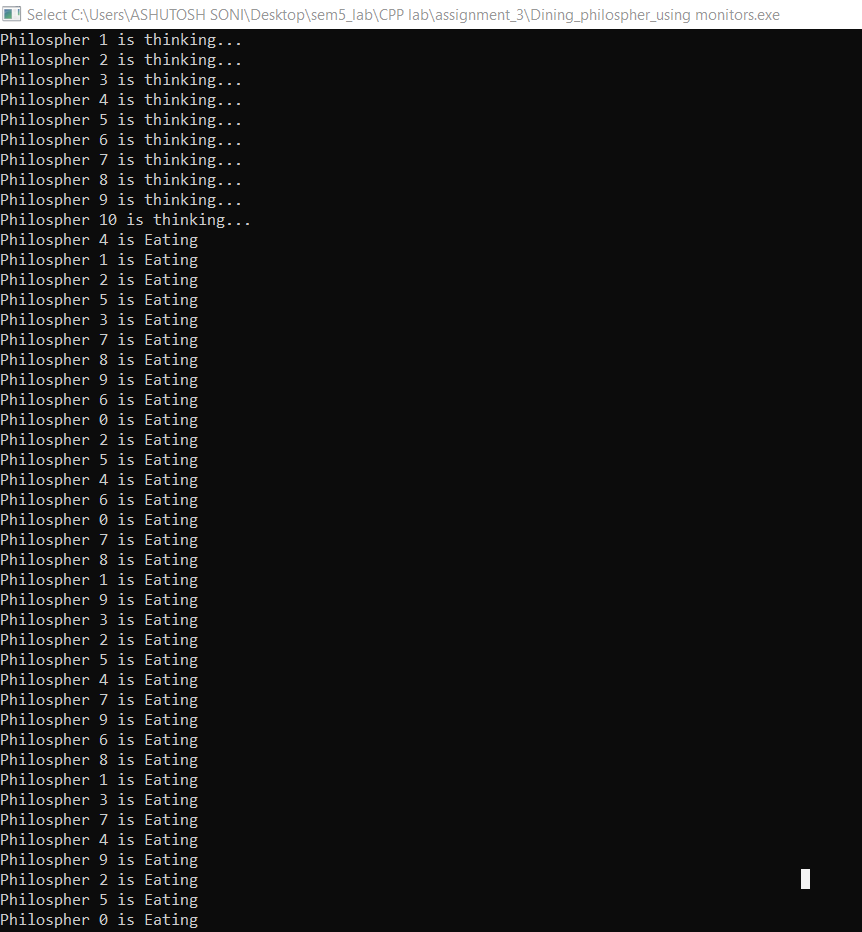 Select C:\Users\ASHUTOSH SONI\Desktop\sem5_lab\CPP lab\assignment_3\Dining_philospher_using monitors.exe
Philospher 1 is thinking...
Philospher 2 is thinking...
Philospher 3 is thinking...
Philospher 4 is thinking...
Philospher 5 is thinking...
Philospher 6 is thinking...
Philospher 7 is thinking...
Philospher 8 is thinking...
Philospher 9 is thinking...
Philospher 10 is thinking...
Philospher 4 is Eating
Philospher 1 is Eating
Philospher 2 is Eating
Philospher 5 is Eating
Philospher 3 is Eating
Philospher 7 is Eating
Philospher 8 is Eating
Philospher 9 is Eating
Philospher 6 is Eating
Philospher 0 is Eating
Philospher 2 is Eating
Philospher 5 is Eating
Philospher 4 is Eating
Philospher 6 is Eating
Philospher 0 is Eating
Philospher 7 is Eating
Philospher 8 is Eating
Philospher 1 is Eating
Philospher 9 is Eating
Philospher 3 is Eating
Philospher 2 is Eating
Philospher 5 is Eating
Philospher 4 is Eating
Philospher 7 is Eating
Philospher 9 is Eating
Philospher 6 is Eating
Philospher 8 is Eating
Philospher 1 is Eating
Philospher 3 is Eating
Philospher 7 is Eating
Philospher 4 is Eating
Philospher 9 is Eating
Philospher 2 is Eating
Philospher 5 is Eating
Philospher 0 is Eating